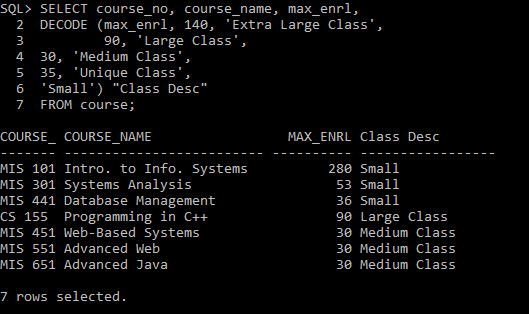 SQL> SELECT course_no, course_name, max_enrl,
  2  DECODE (max_enrl, 140, 'Extra Large Class',
  3          90, 'Large Class',
  4  30, 'Medium Class',
  5  35, 'Unique Class',
  6  'Small') "Class Desc"
  7  FROM course;
COURSE_ COURSE_NAME                 MAX_ENRL Class Desc
------- ------------------------- ---------- -----------------
MIS 101 Intro. to Info. Systems          280 Small
MIS 301 Systems Analysis                  53 Small
MIS 441 Database Management               36 Small
CS 155  Programming in C++                90 Large Class
MIS 451 Web-Based Systems                 30 Medium Class
MIS 551 Advanced Web                      30 Medium Class
MIS 651 Advanced Java                     30 Medium Class
7 rows selected.